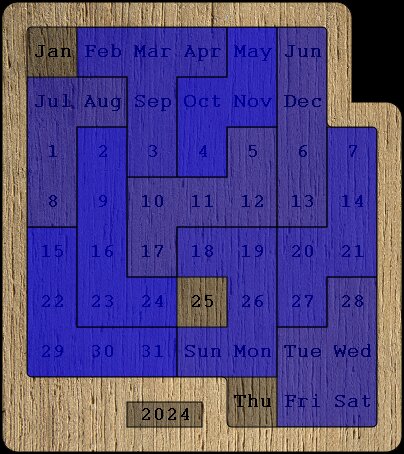 Jan Feb Mar Apr May Jun
Jul Aug Sep Oct Nov Dec
1 2 3 4 5 6 7
8 9 10 11 12 13 14
15 16 17 18 19 20 21
22 23 24 25 26 27 28
29 30 31 Sun Mon Tue Wed
Thu Fri Sat
2024